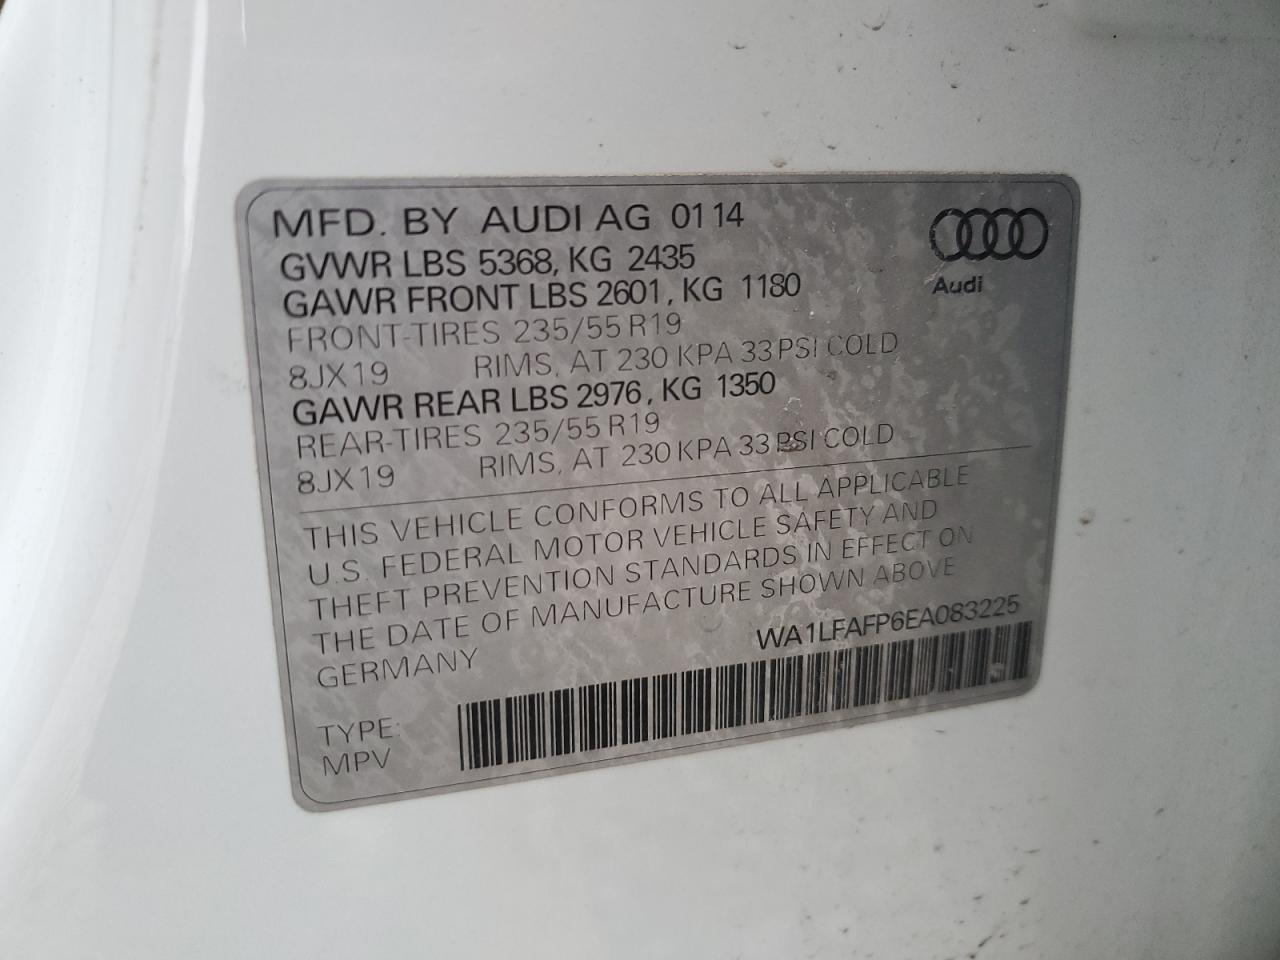 MFD. BY AUDI AG 01 14
GVWR LBS 5368, KG 2435
GAWR FRONT LBS 2601, KG 1180
FRONT-TIRES 235/55 R19
8JX19 RIMS, AT 230 KPA 33 PSI COLD
GAWR REAR LBS 2976, KG 1350
REAR-TIRES 235/55 R19
8JX19 RIMS, AT 230 KPA 33 PSI COLD
Audi
THIS VEHICLE CONFORMS TO ALL APPLICABLE
U.S. FEDERAL MOTOR VEHICLE SAFETY AND
THEFT PREVENTION STANDARDS IN EFFECT ON
THE DATE OF MANUFACTURE SHOWN ABOVE
GERMANY
WA1LFAFP6EA083225
TYPE:
MPV